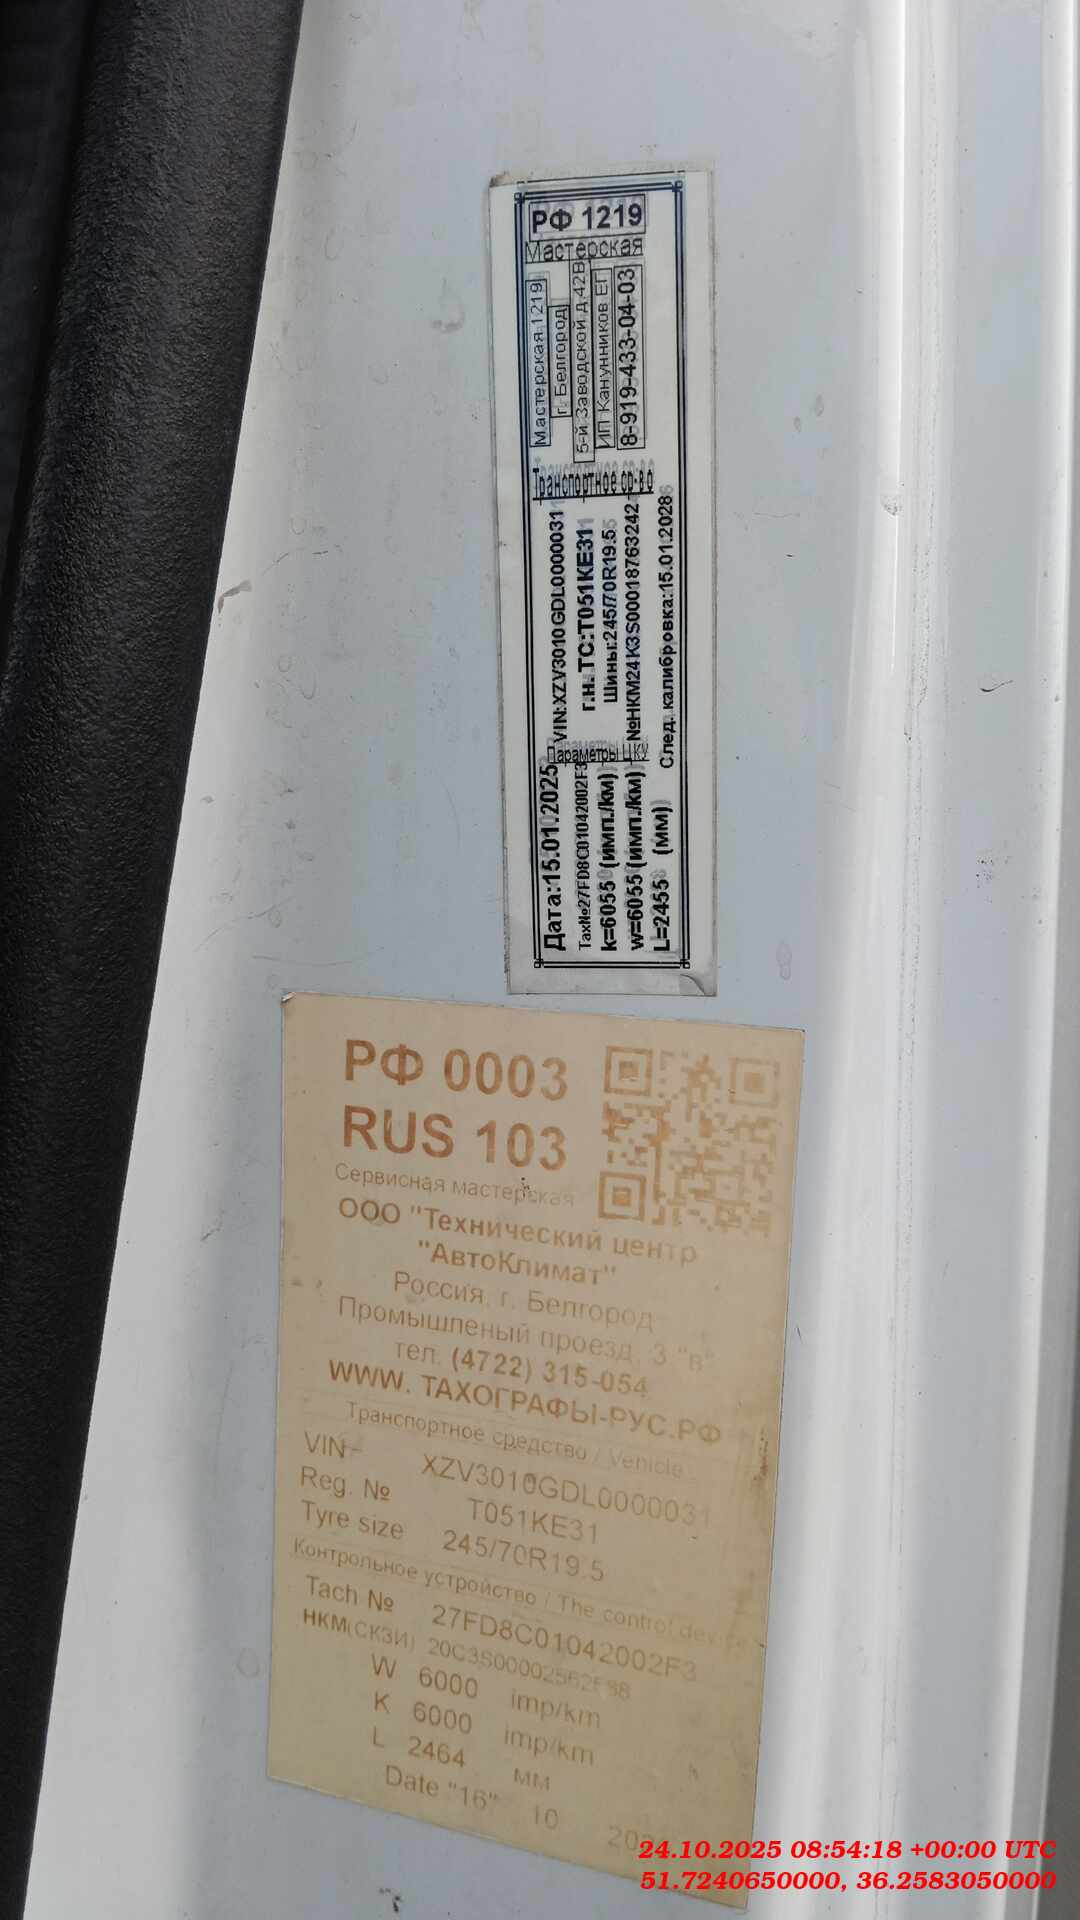 РФ 1219
Мастерская
Мастерская 1219
г. Белгород
5-й Заводской д.42В
ИП Канунников ЕГ
8-919-433-04-03
Транспортное ср-во
VIN:XZV3010GDL0000031
г.н. ТС:Т051КЕ31
Шины:245/70R19.5
Параметры ЦКУ
№НКМ24К3S00018763242
След. калибровка:15.01.2028
Дата:15.01.2025
Тах№27FD8C01042002F3
k=6055 (имп./км)
w=6055 (имп./км)
L=2455 (мм)
РФ 0003
RUS 103
Сервисная мастерская
ООО "Технический центр
"АвтоКлимат"
Россия, г. Белгород
Промышленый проезд, 3 "в"
тел. (4722) 315-054
WWW. ТАХОГРАФЫ-РУС.РФ
Транспортное средство / Vehicle
VIN XZV3010GDL0000031
Reg. № T051KE31
Tyre size 245/70R19.5
Контрольное устройство / The control device
Tach № 27FD8C01042002F3
НКМ(СКЗИ)
W 6000 imp/km
K 6000 imp/km
L 2464 мм
Date "16" 10
24.10.2025 08:54:18 +00:00 UTC
51.7240650000, 36.2583050000